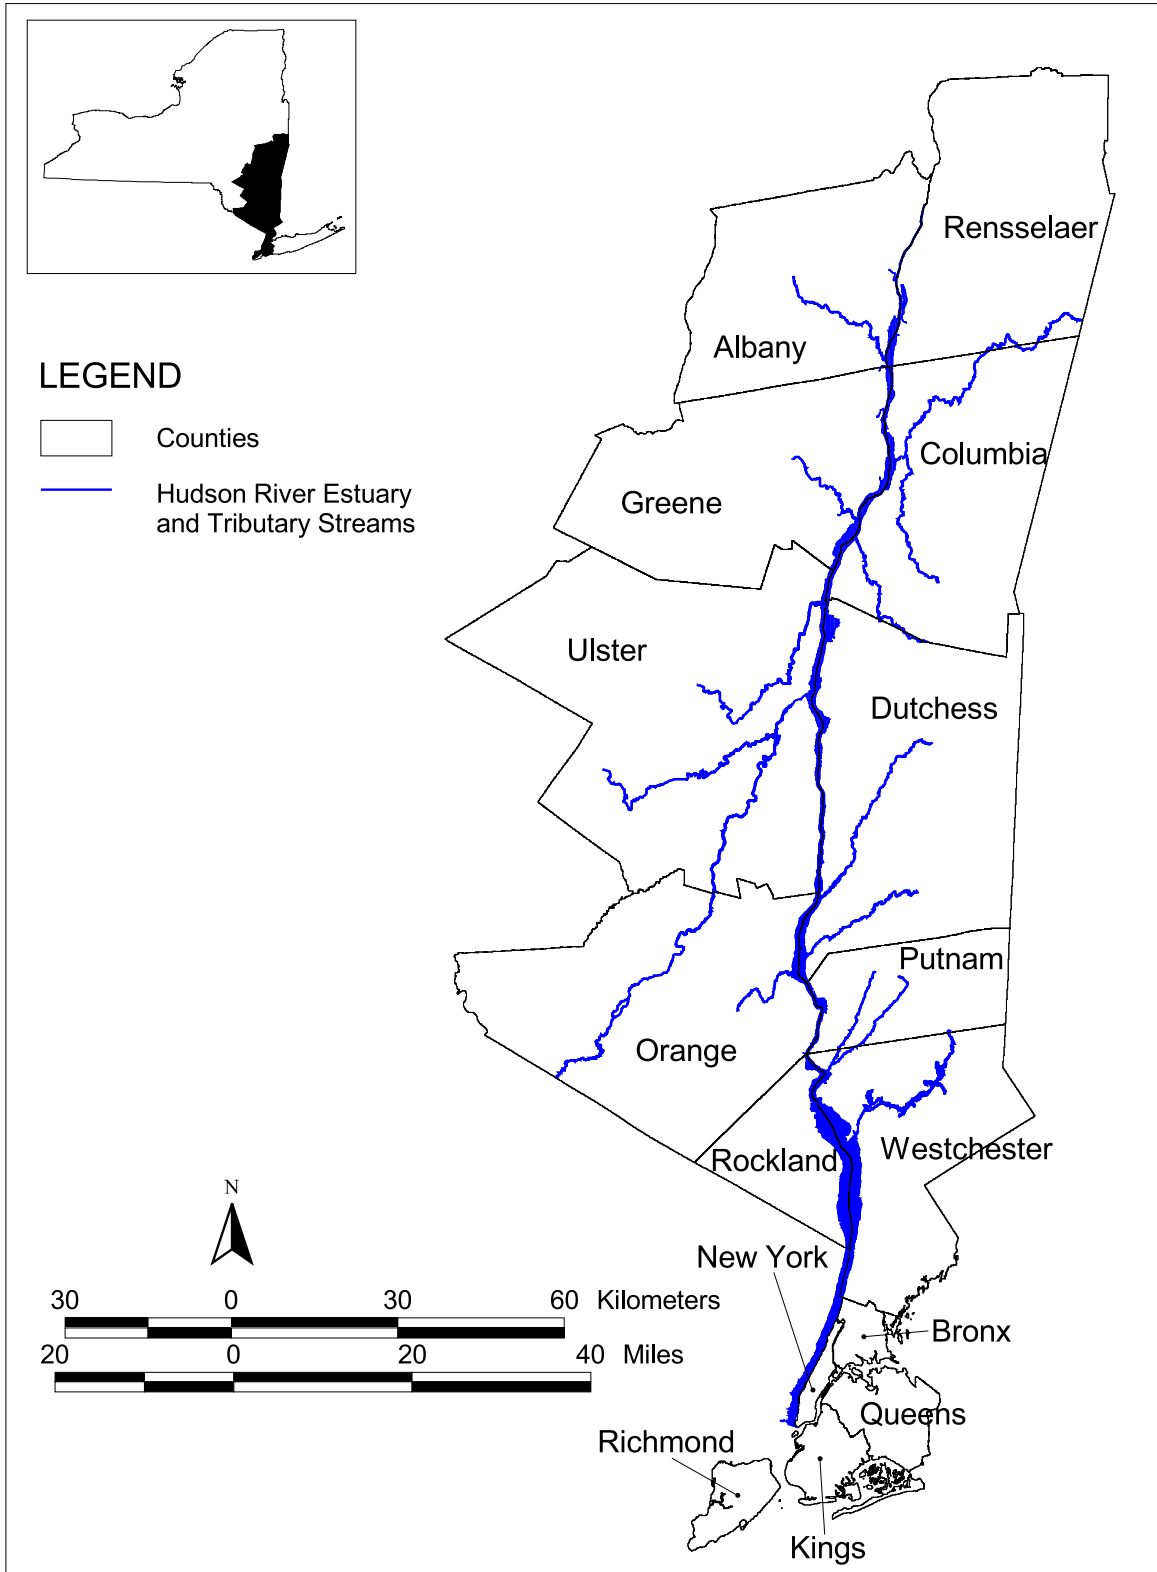 Rensselaer
Albany
LEGEND
Counties
Columbia
Hudson River Estuary
and Tributary Streams
Greene
Ulster
Dutchess
Putnam
Orange
Westchester
Rockland
N
New York
30 0 30 60 Kilometers
Bronx
20 0 20 40 Miles
Queens
Richmond
Kings